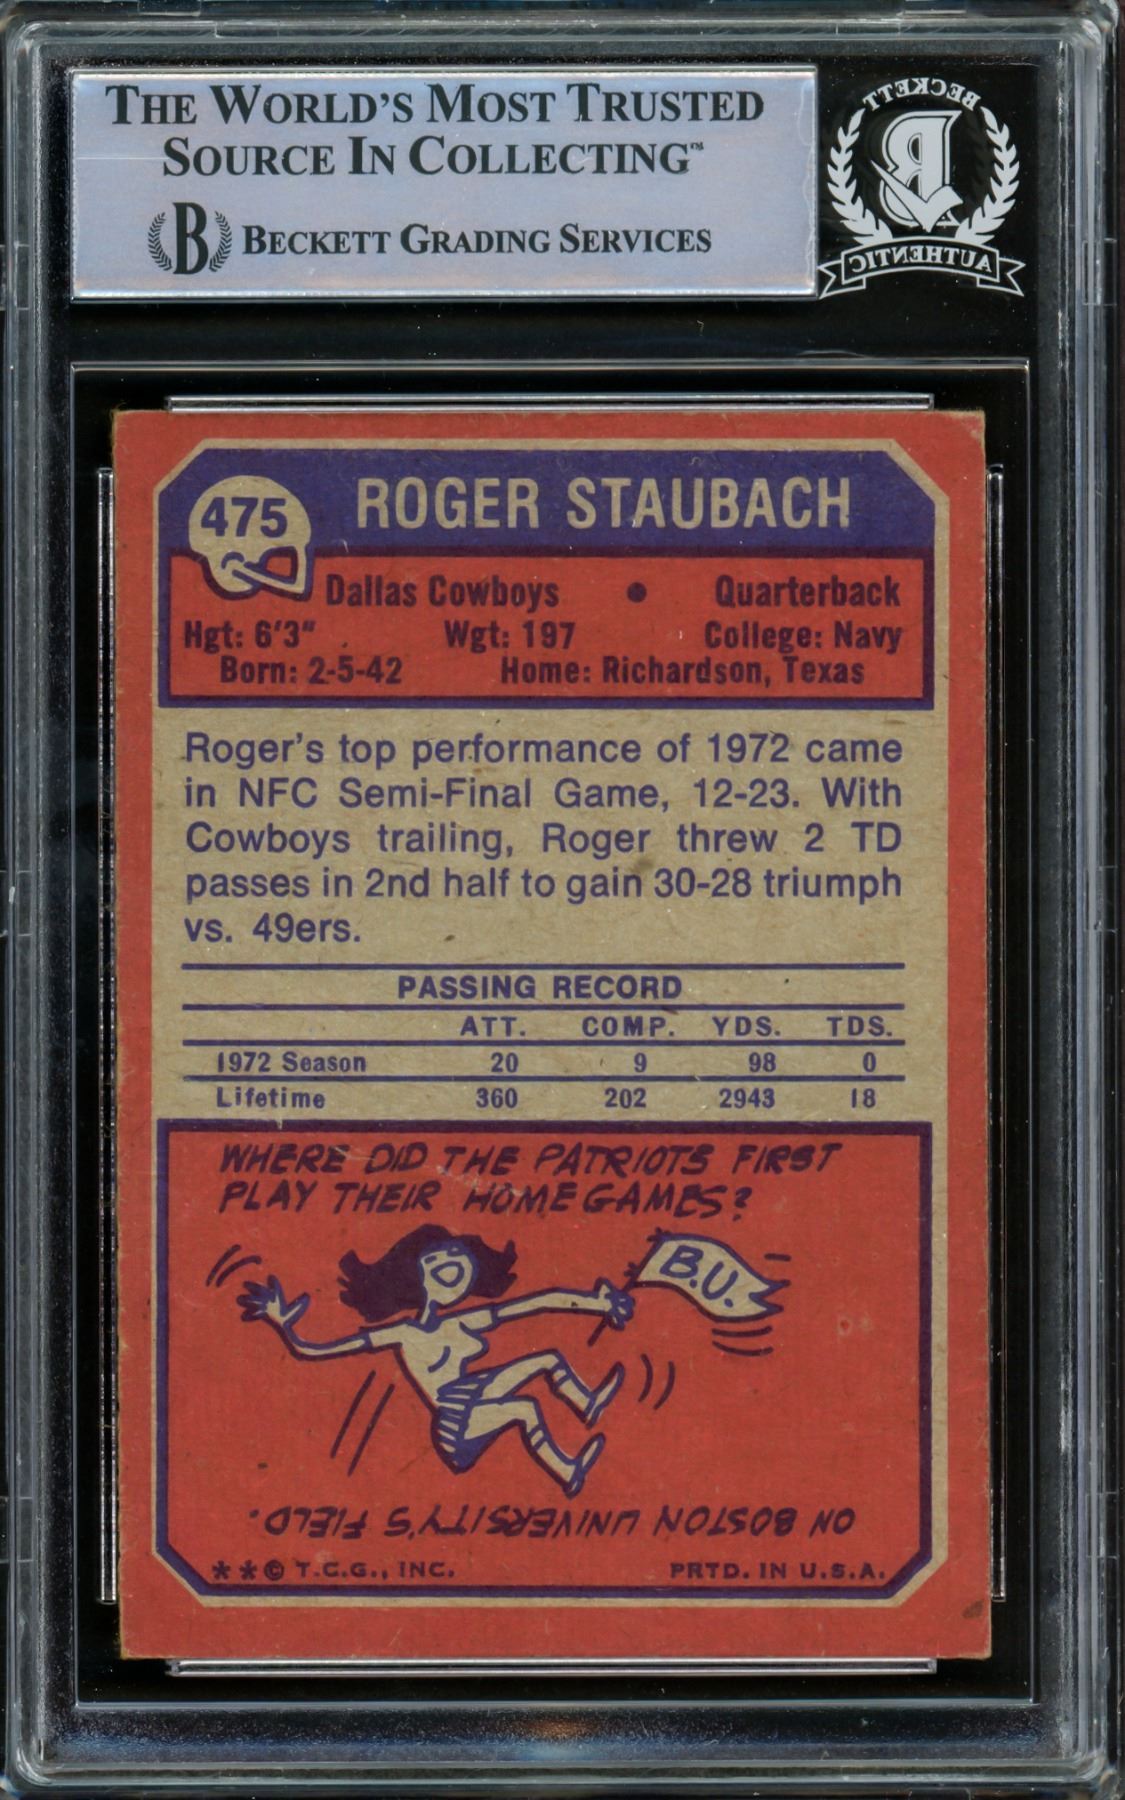 THE WORLD'S MOST TRUSTED
SOURCE IN COLLECTING™
B BECKETT GRADING SERVICES
BECKETT
B
AUTHENTIC
475
ROGER STAUBACH
Dallas Cowboys • Quarterback
Hgt: 6'3" Wgt: 197 College: Navy
Born: 2-5-42 Home: Richardson, Texas
Roger's top performance of 1972 came
in NFC Semi-Final Game, 12-23. With
Cowboys trailing, Roger threw 2 TD
passes in 2nd half to gain 30-28 triumph
vs. 49ers.
PASSING RECORD
ATT. COMP. YDS. TDS.
1972 Season 20 9 98 0
Lifetime 360 202 2943 18
WHERE DID THE PATRIOTS FIRST
PLAY THEIR HOME GAMES?
B.U.
ON BOSTON UNIVERSITY'S FIELD.
**© T.C.G., INC. PRTD. IN U.S.A.